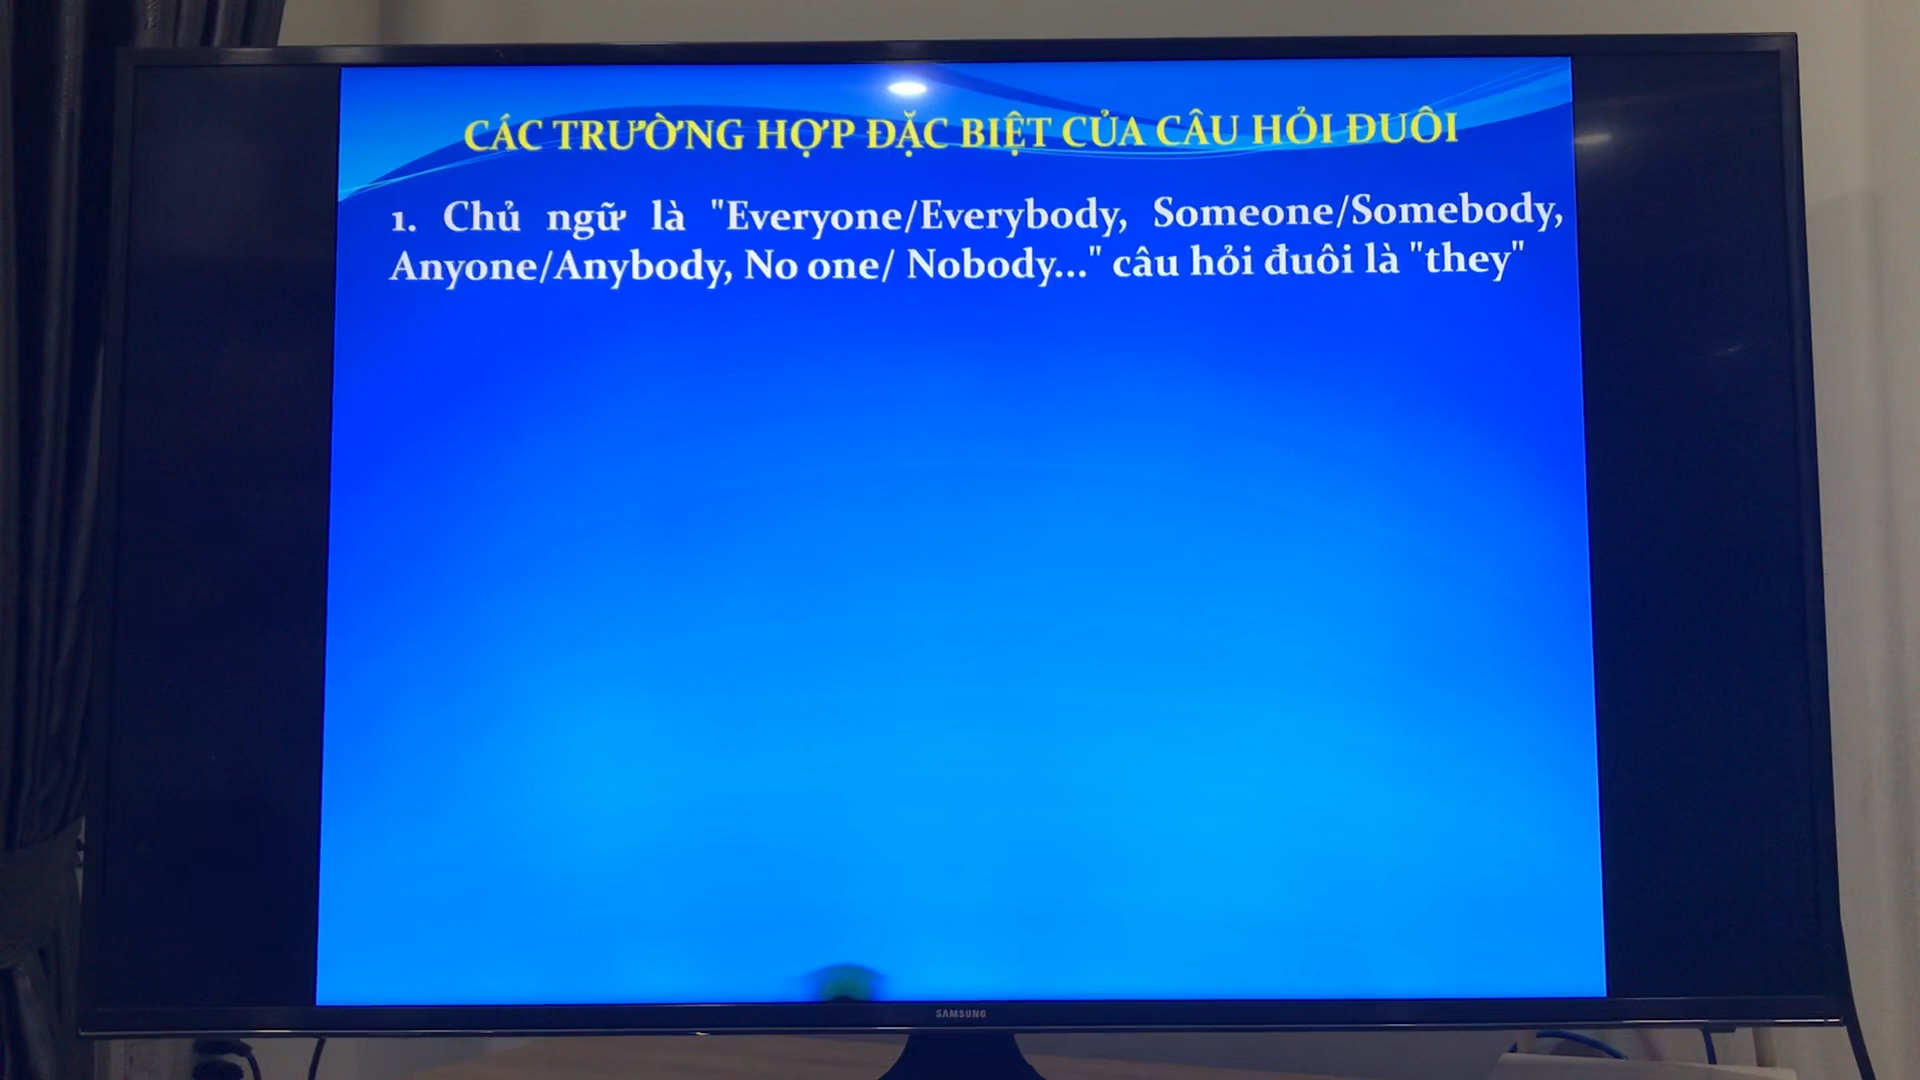 CÁC TRƯỜNG HỢP ĐẶC BIỆT CỦA CÂU HỎI ĐUÔI
1. Chủ ngữ là "Everyone/Everybody, Someone/Somebody,
Anyone/Anybody, No one/ Nobody..." câu hỏi đuôi là "they"
SAMSUNG